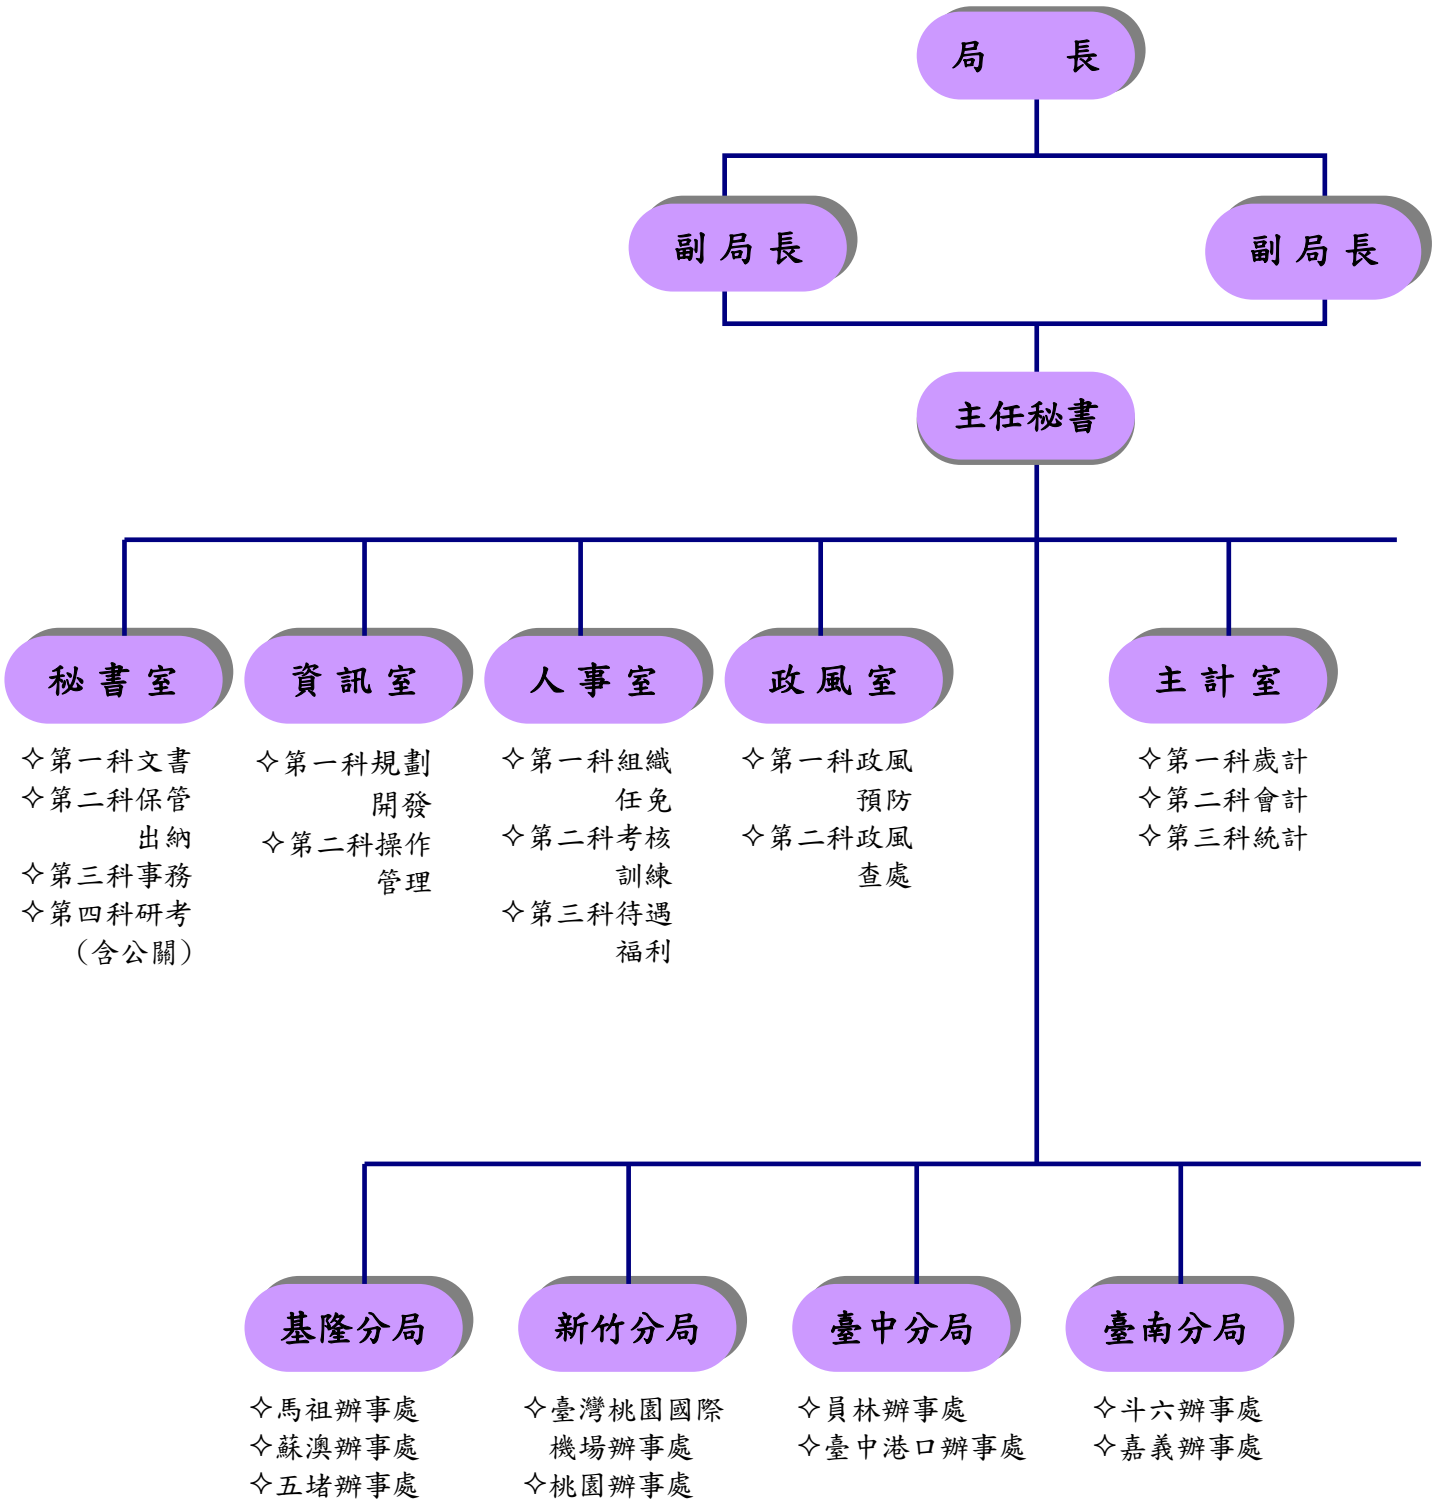 局長
副局長
副局長
主任秘書
秘書室
✧第一科文書
✧第二科保管
出納
✧第三科事務
✧第四科研考
(含公關)
資訊室
✧第一科規劃
開發
✧第二科操作
管理
人事室
✧第一科組織
任免
✧第二科考核
訓練
✧第三科待遇
福利
政風室
✧第一科政風
預防
✧第二科政風
查處
主計室
✧第一科歲計
✧第二科會計
✧第三科統計
基隆分局
✧馬祖辦事處
✧蘇澳辦事處
✧五堵辦事處
新竹分局
✧臺灣桃園國際
機場辦事處
✧桃園辦事處
臺中分局
✧員林辦事處
✧臺中港口辦事處
臺南分局
✧斗六辦事處
✧嘉義辦事處